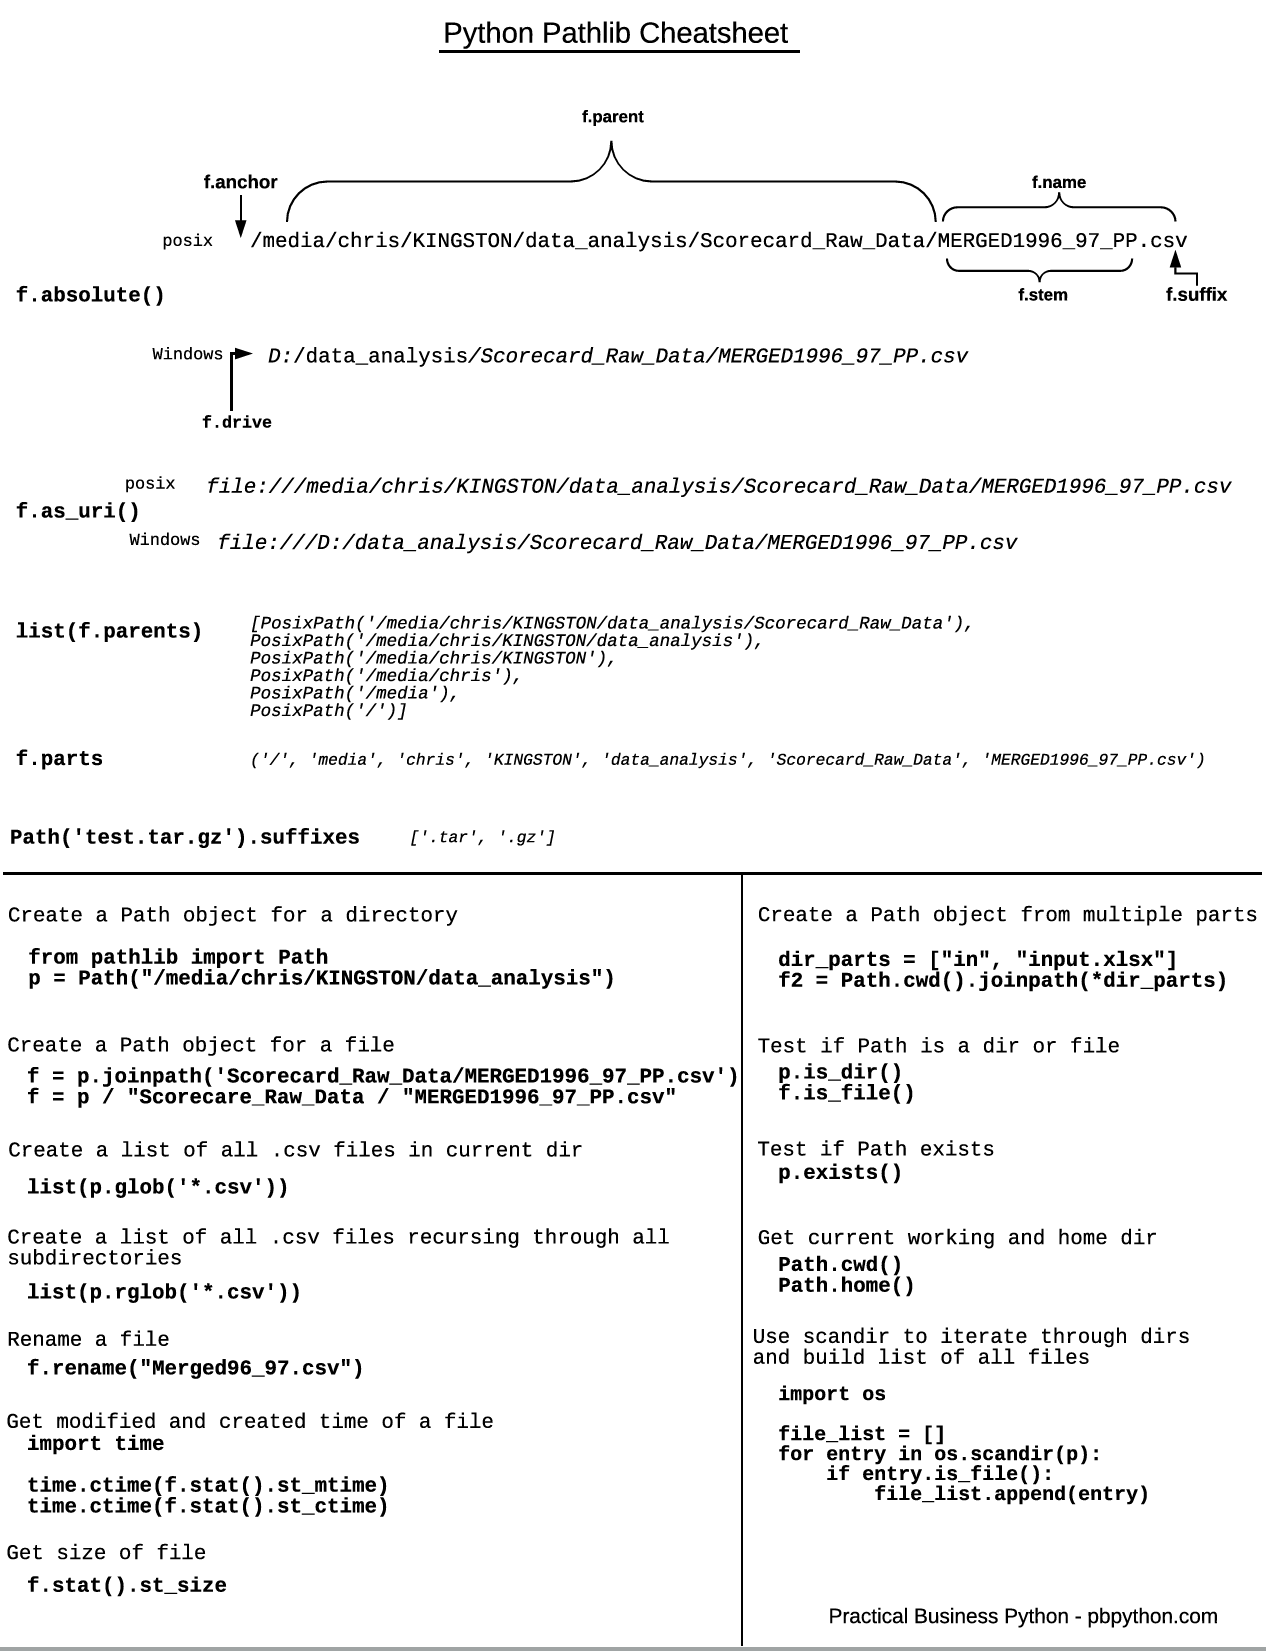 Python Pathlib Cheatsheet
f.parent
f.anchor
f.name
posix /media/chris/KINGSTON/data_analysis/Scorecard_Raw_Data/MERGED1996_97_PP.csv
f.absolute()
f.stem
f.suffix
Windows D:/data_analysis/Scorecard_Raw_Data/MERGED1996_97_PP.csv
f.drive
posix file:///media/chris/KINGSTON/data_analysis/Scorecard_Raw_Data/MERGED1996_97_PP.csv
f.as_uri()
Windows file:///D:/data_analysis/Scorecard_Raw_Data/MERGED1996_97_PP.csv
list(f.parents)
[PosixPath('/media/chris/KINGSTON/data_analysis/Scorecard_Raw_Data'),
PosixPath('/media/chris/KINGSTON/data_analysis'),
PosixPath('/media/chris/KINGSTON'),
PosixPath('/media/chris'),
PosixPath('/media'),
PosixPath('/')]
f.parts ('/', 'media', 'chris', 'KINGSTON', 'data_analysis', 'Scorecard_Raw_Data', 'MERGED1996_97_PP.csv')
Path('test.tar.gz').suffixes ['.tar', '.gz']
Create a Path object for a directory
from pathlib import Path
p = Path("/media/chris/KINGSTON/data_analysis")
Create a Path object for a file
f = p.joinpath('Scorecard_Raw_Data/MERGED1996_97_PP.csv')
f = p / "Scorecare_Raw_Data / "MERGED1996_97_PP.csv"
Create a list of all .csv files in current dir
list(p.glob('*.csv'))
Create a list of all .csv files recursing through all
subdirectories
list(p.rglob('*.csv'))
Rename a file
f.rename("Merged96_97.csv")
Get modified and created time of a file
import time
time.ctime(f.stat().st_mtime)
time.ctime(f.stat().st_ctime)
Get size of file
f.stat().st_size
Create a Path object from multiple parts
dir_parts = ["in", "input.xlsx"]
f2 = Path.cwd().joinpath(*dir_parts)
Test if Path is a dir or file
p.is_dir()
f.is_file()
Test if Path exists
p.exists()
Get current working and home dir
Path.cwd()
Path.home()
Use scandir to iterate through dirs
and build list of all files
import os
file_list = []
for entry in os.scandir(p):
if entry.is_file():
file_list.append(entry)
Practical Business Python - pbpython.com